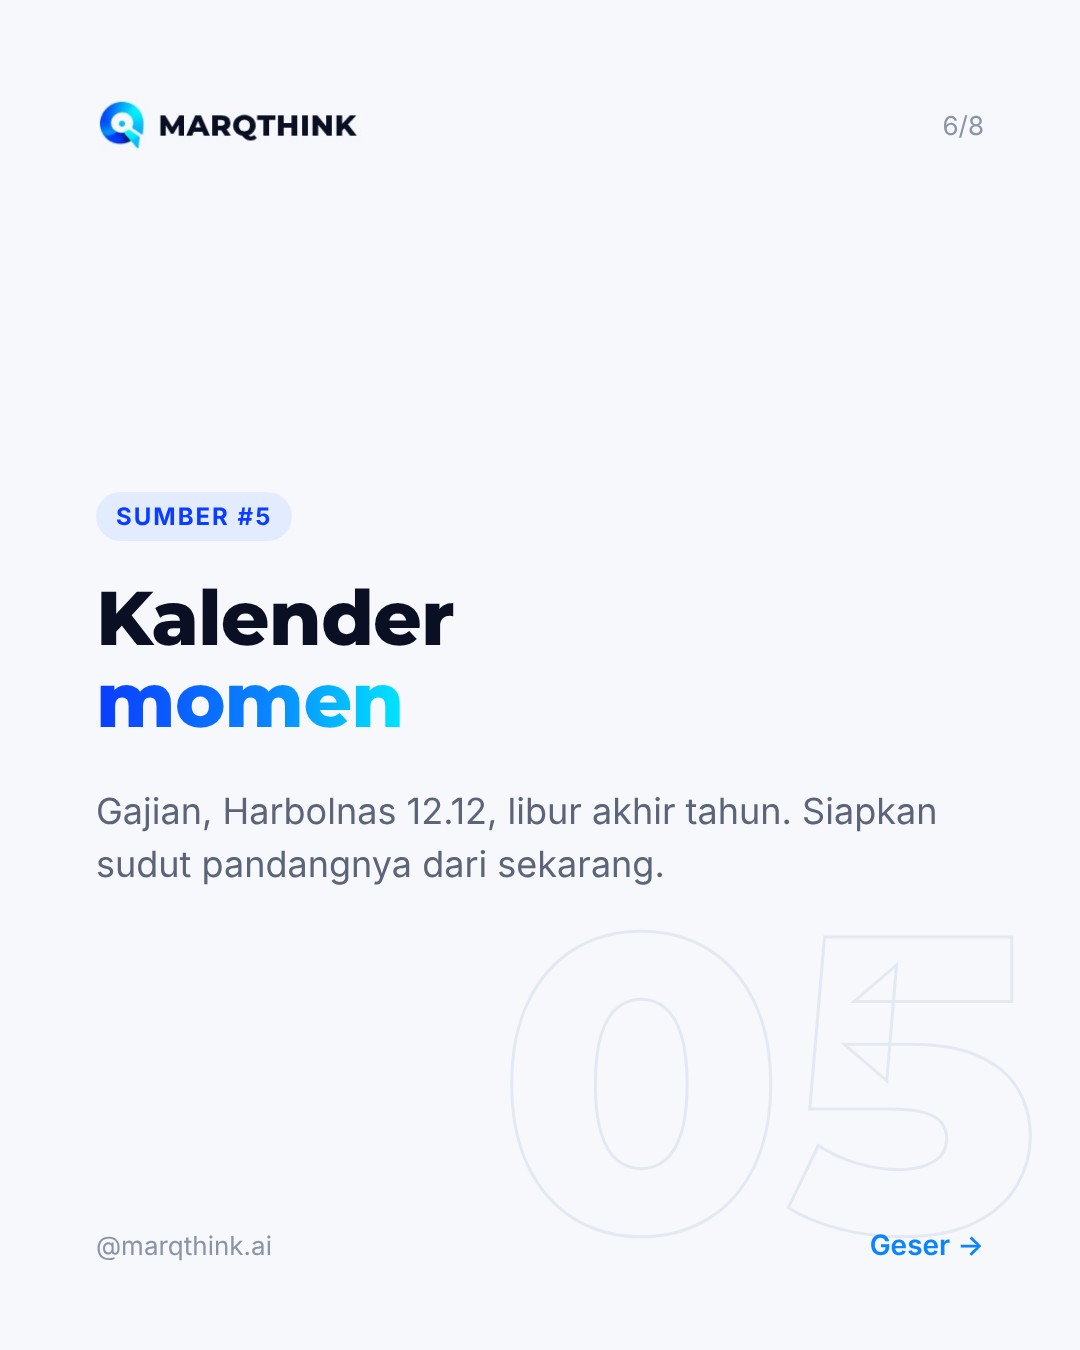 MARQTHINK
6/8
SUMBER #5
Kalender
momen
Gajian, Harbolnas 12.12, libur akhir tahun. Siapkan
sudut pandangnya dari sekarang.
05
@marqthink.ai
Geser →